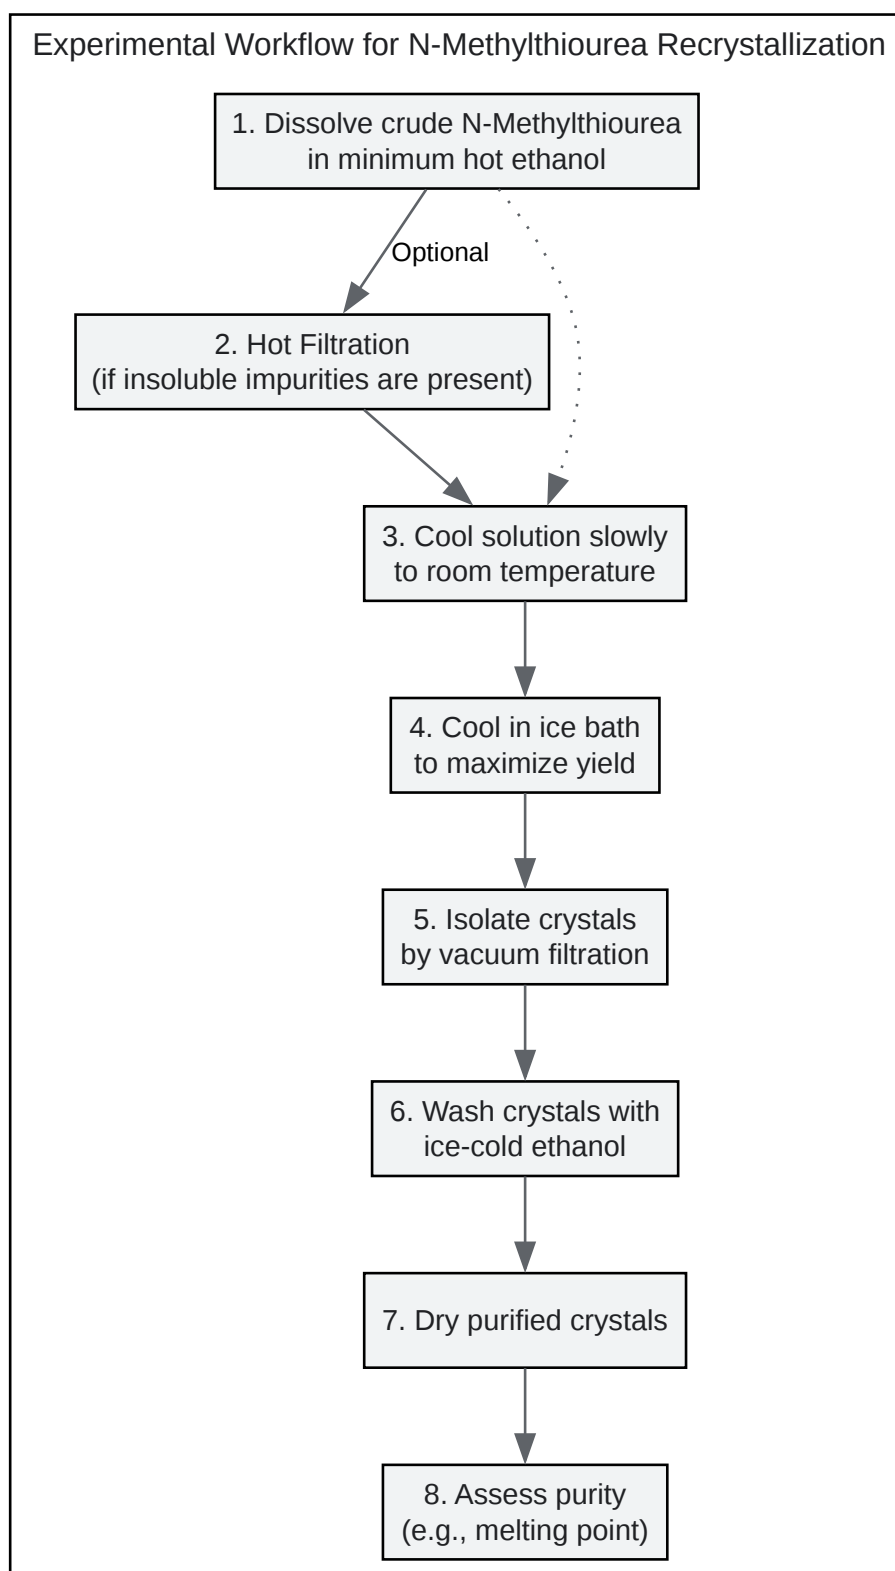 Experimental Workflow for N-Methylthiourea Recrystallization
1. Dissolve crude N-Methylthiourea
in minimum hot ethanol
Optional
2. Hot Filtration
(if insoluble impurities are present)
3. Cool solution slowly
to room temperature
4. Cool in ice bath
to maximize yield
5. Isolate crystals
by vacuum filtration
6. Wash crystals with
ice-cold ethanol
7. Dry purified crystals
8. Assess purity
(e.g., melting point)